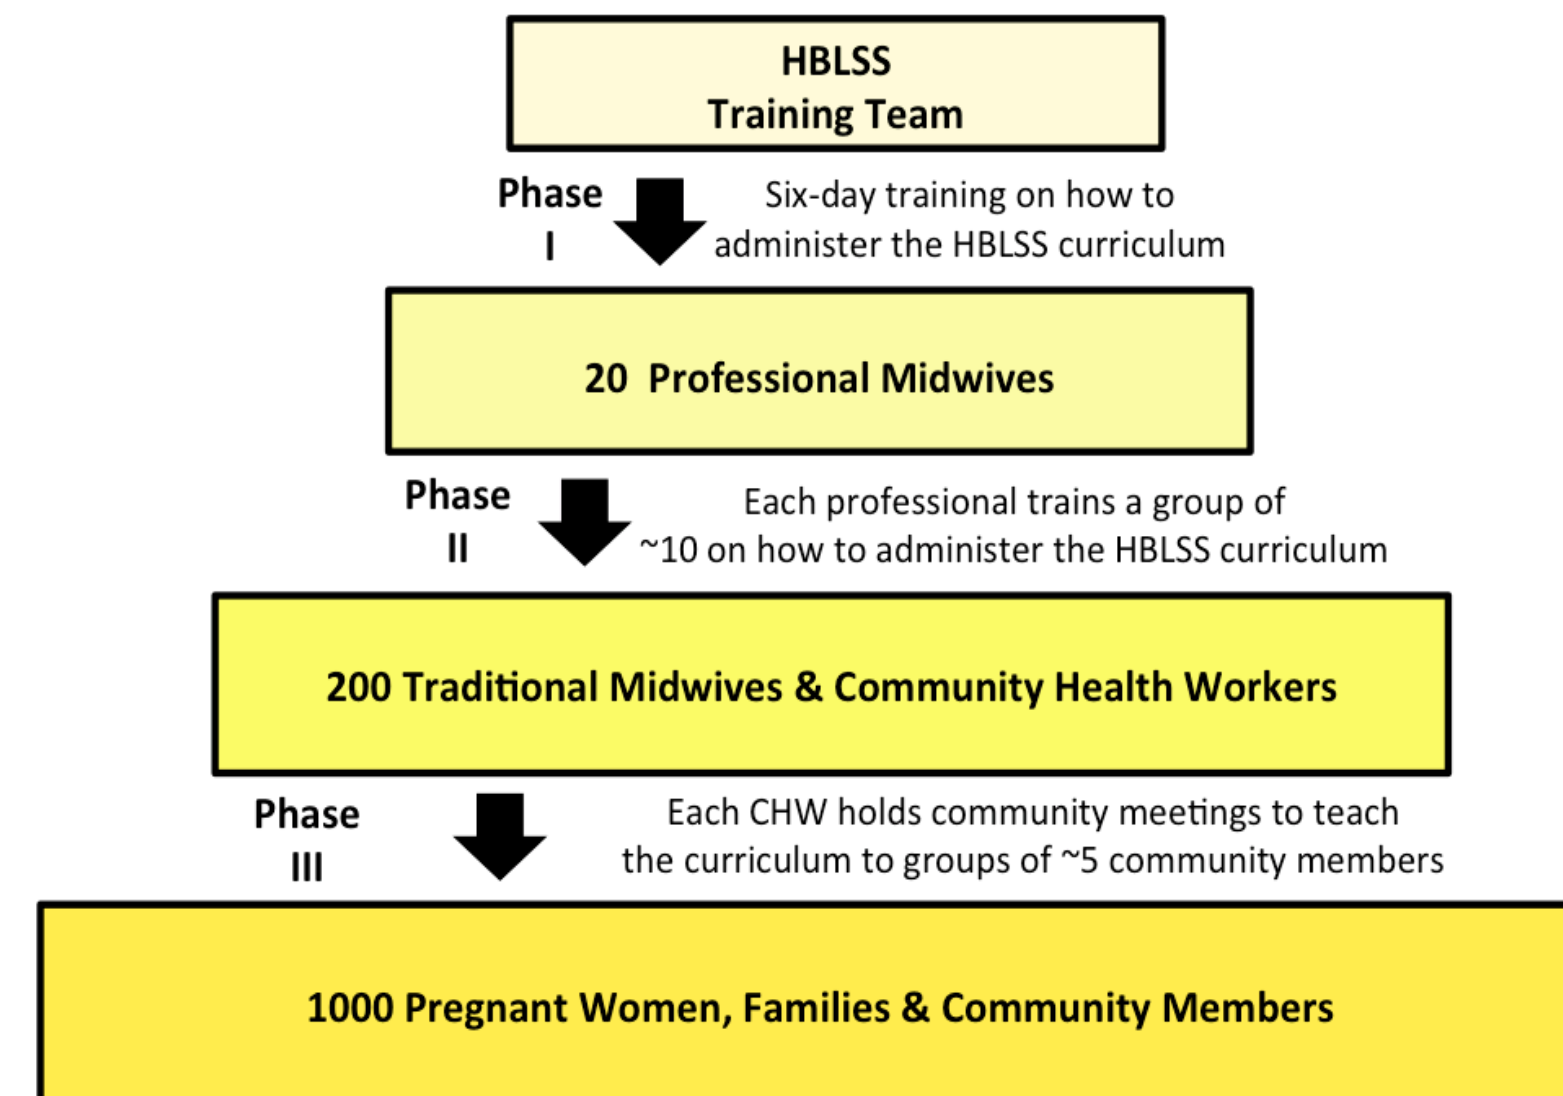 HBLSS
Training Team
Phase
I
Six-day training on how to
administer the HBLSS curriculum
20 Professional Midwives
Phase
II
Each professional trains a group of
~10 on how to administer the HBLSS curriculum
200 Traditional Midwives & Community Health Workers
Phase
III
Each CHW holds community meetings to teach
the curriculum to groups of ~5 community members
1000 Pregnant Women, Families & Community Members